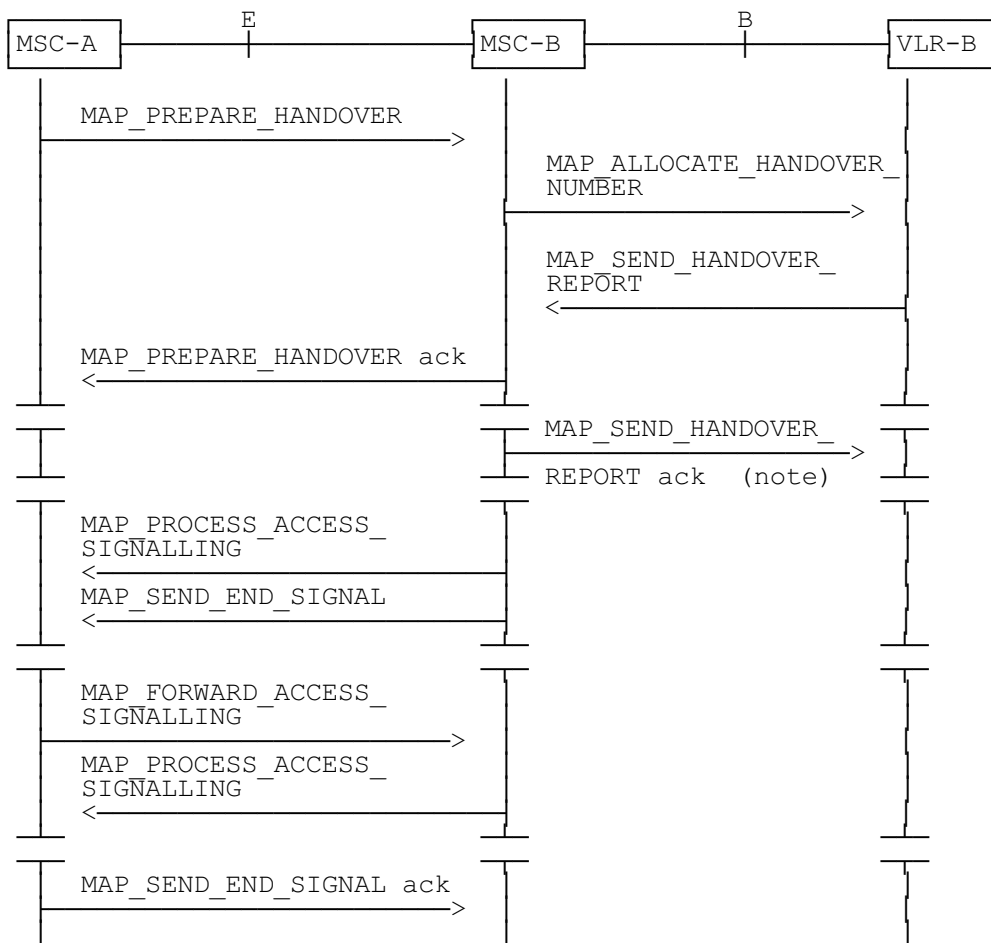 E B
MSC-A MSC-B VLR-B
MAP_PREPARE_HANDOVER
MAP_ALLOCATE_HANDOVER_
NUMBER
MAP_SEND_HANDOVER_
REPORT
MAP_PREPARE_HANDOVER ack
MAP_SEND_HANDOVER_
REPORT ack (note)
MAP_PROCESS_ACCESS_
SIGNALLING
MAP_SEND_END_SIGNAL
MAP_FORWARD_ACCESS_
SIGNALLING
MAP_PROCESS_ACCESS_
SIGNALLING
MAP_SEND_END_SIGNAL ack